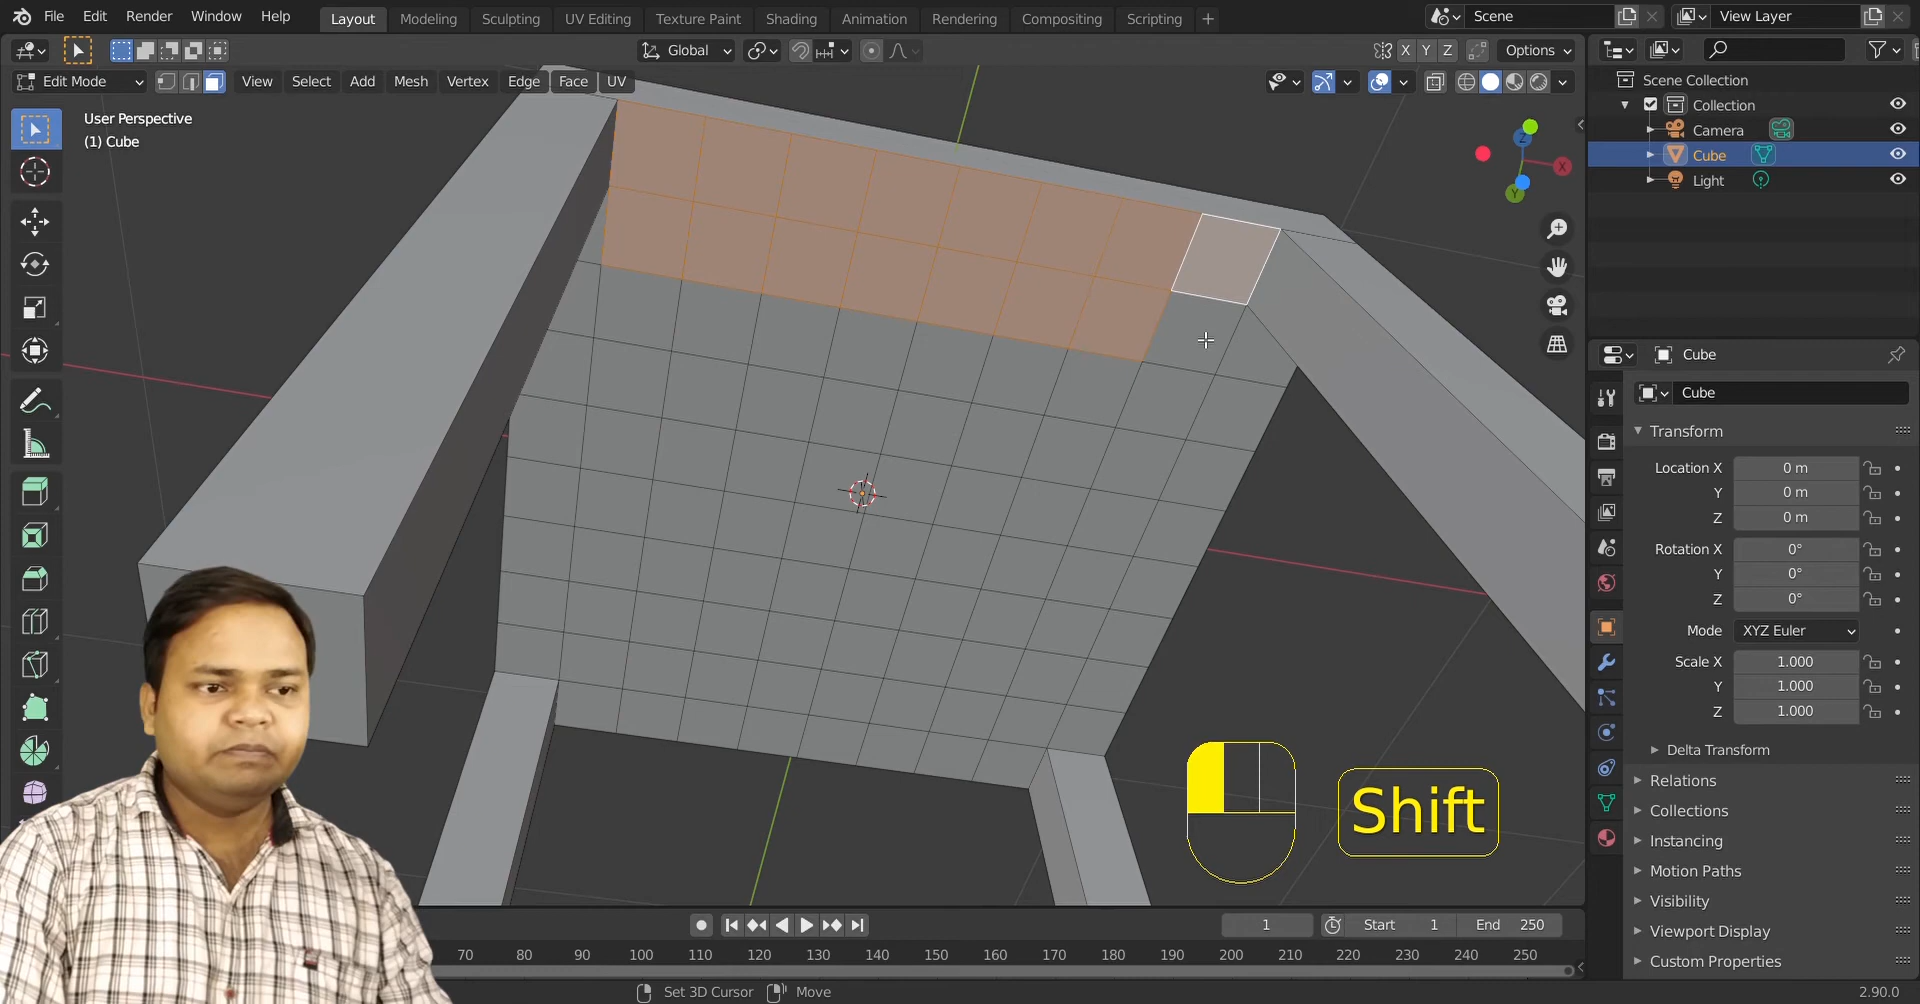 File Edit Render Window Help Layout Modeling Sculpting UV Editing Texture Paint Shading Animation Rendering Compositing Scripting + Scene View Layer
Global X Y Z Options
Edit Mode View Select Add Mesh Vertex Edge Face UV
Scene Collection
Collection
Camera
Cube
Light
User Perspective
(1) Cube
Z
X
Y
Cube
Cube
Transform
Location X 0 m
Y 0 m
Z 0 m
Rotation X 0°
Y 0°
Z 0°
Mode XYZ Euler
Scale X 1.000
Y 1.000
Z 1.000
Delta Transform
Relations
Collections
Instancing
Motion Paths
Visibility
Viewport Display
Custom Properties
Shift
1 Start 1 End 250
70 80 90 100 110 120 130 140 150 160 170 180 190 200 210 220 230 240 250
Set 3D Cursor Move 2.90.0